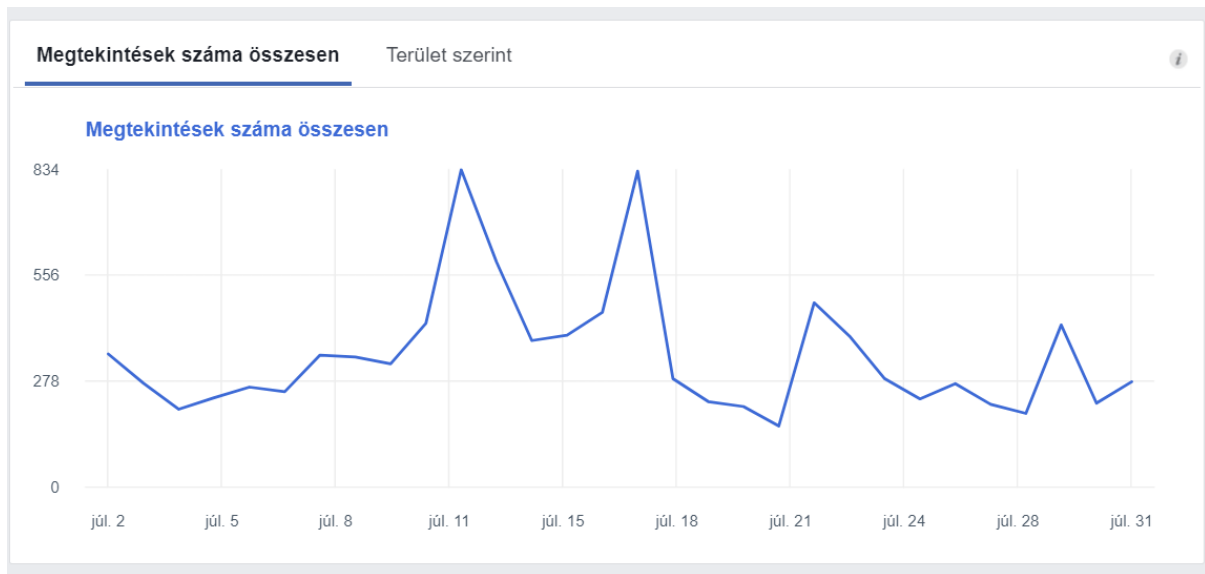 Megtekintések száma összesen Terület szerint i
Megtekintések száma összesen
834
556
278
0
júl. 2 júl. 5 júl. 8 júl. 11 júl. 15 júl. 18 júl. 21 júl. 24 júl. 28 júl. 31